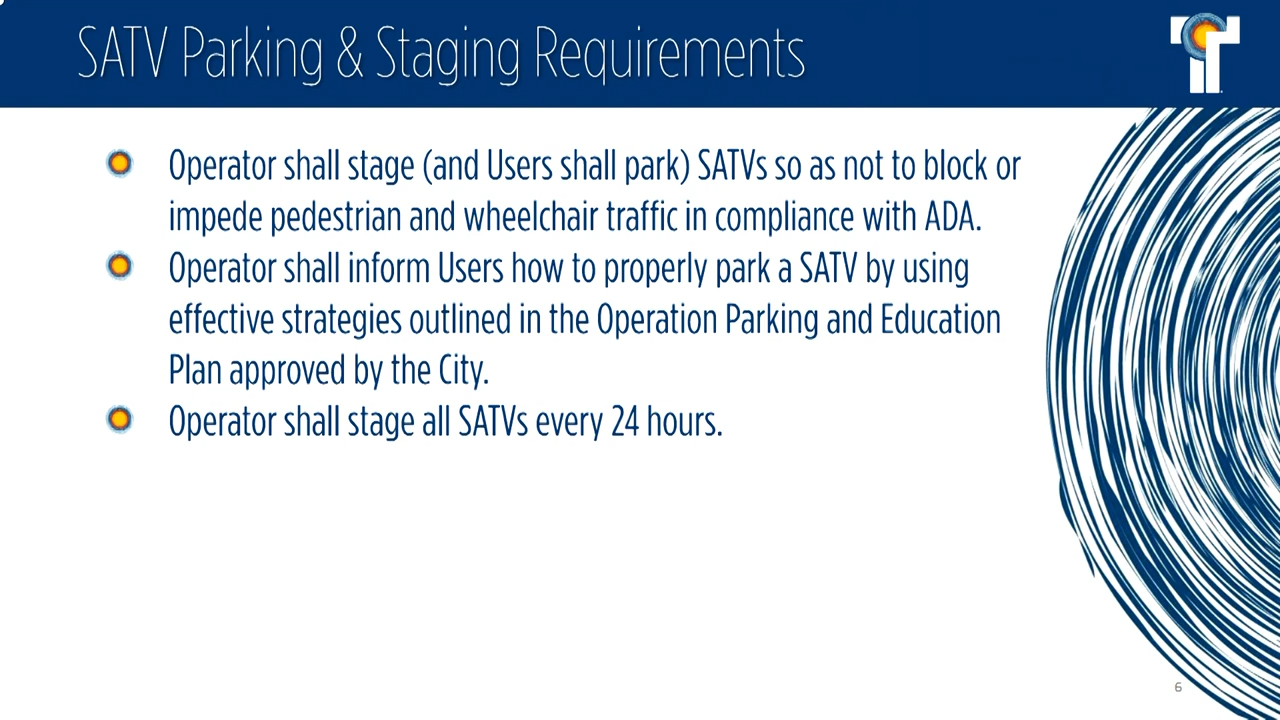 SATV Parking & Staging Requirements
Operator shall stage (and Users shall park) SATVs so as not to block or
impede pedestrian and wheelchair traffic in compliance with ADA.
Operator shall inform Users how to properly park a SATV by using
effective strategies outlined in the Operation Parking and Education
Plan approved by the City.
Operator shall stage all SATVs every 24 hours.
6